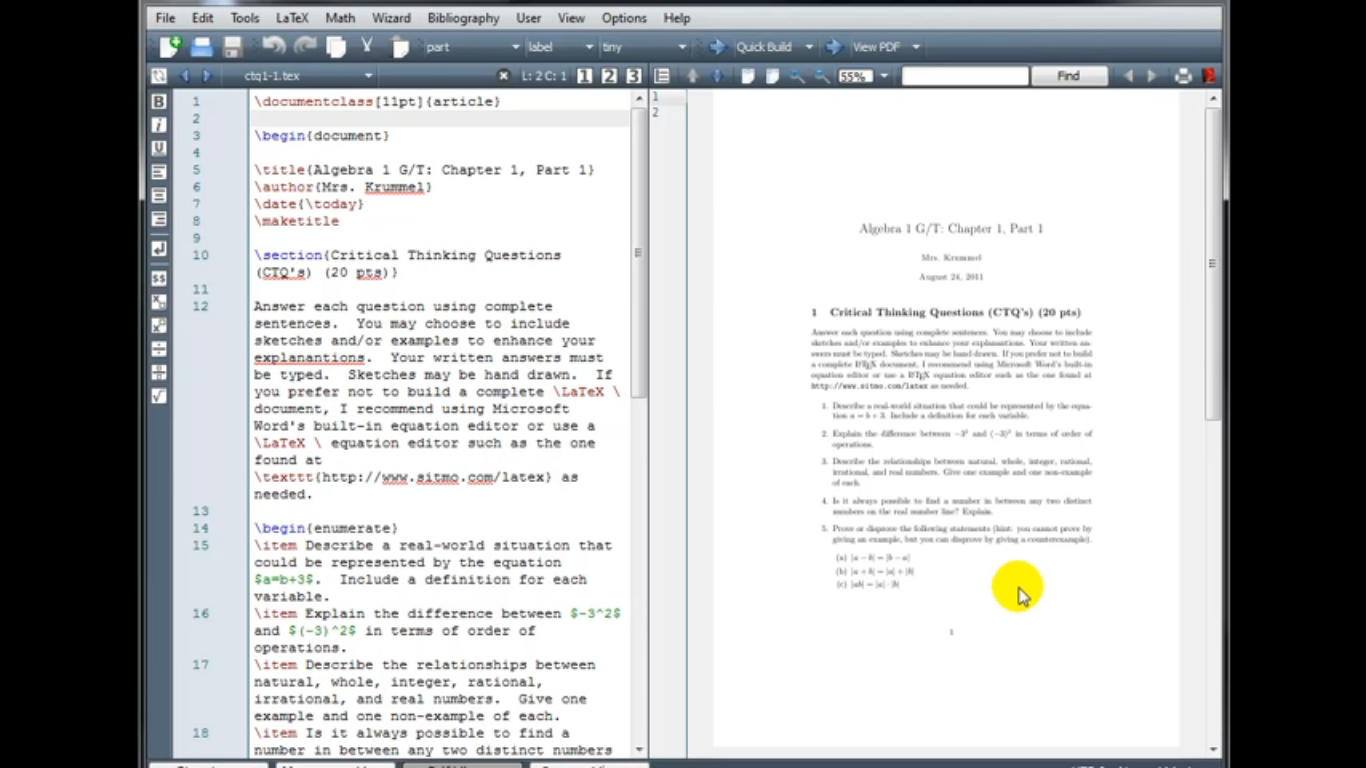 File Edit Tools LaTeX Math Wizard Bibliography User View Options Help
part label tiny Quick Build View PDF
ctq1-1.tex L: 2 C: 1 1 2 3 55% Find
1 \documentclass[11pt]{article}
2
3 \begin{document}
4
5 \title{Algebra 1 G/T: Chapter 1, Part 1}
6 \author{Mrs. Krummel}
7 \date{\today}
8 \maketitle
9
10 \section{Critical Thinking Questions
(CTQ's) (20 pts)}
11
12 Answer each question using complete
sentences. You may choose to include
sketches and/or examples to enhance your
explanantions. Your written answers must
be typed. Sketches may be hand drawn. If
you prefer not to build a complete \LaTeX \
document, I recommend using Microsoft
Word's built-in equation editor or use a
\LaTeX \ equation editor such as the one
found at
\texttt{http://www.sitmo.com/latex} as
needed.
13
14 \begin{enumerate}
15 \item Describe a real-world situation that
could be represented by the equation
$a=b+3$. Include a definition for each
variable.
16 \item Explain the difference between $-3^2$
and $(-3)^2$ in terms of order of
operations.
17 \item Describe the relationships between
natural, whole, integer, rational,
irrational, and real numbers. Give one
example and one non-example of each.
18 \item Is it always possible to find a
number in between any two distinct numbers
1
2
Algebra 1 G/T: Chapter 1, Part 1
Mrs. Krummel
August 24, 2011
1 Critical Thinking Questions (CTQ's) (20 pts)
Answer each question using complete sentences. You may choose to include
sketches and/or examples to enhance your explanantions. Your written an-
swers must be typed. Sketches may be hand drawn. If you prefer not to build
a complete LaTeX document, I recommend using Microsoft Word's built-in
equation editor or use a LaTeX equation editor such as the one found at
http://www.sitmo.com/latex as needed.
1. Describe a real-world situation that could be represented by the equa-
tion a = b + 3. Include a definition for each variable.
2. Explain the difference between −3² and (−3)² in terms of order of
operations.
3. Describe the relationships between natural, whole, integer, rational,
irrational, and real numbers. Give one example and one non-example
of each.
4. Is it always possible to find a number in between any two distinct
numbers on the real number line? Explain.
5. Prove or disprove the following statements (hint: you cannot prove by
giving an example, but you can disprove by giving a counterexample).
(a) |a − b| = |b − a|
(b) |a + b| = |a| + |b|
(c) |ab| = |a| · |b|
1